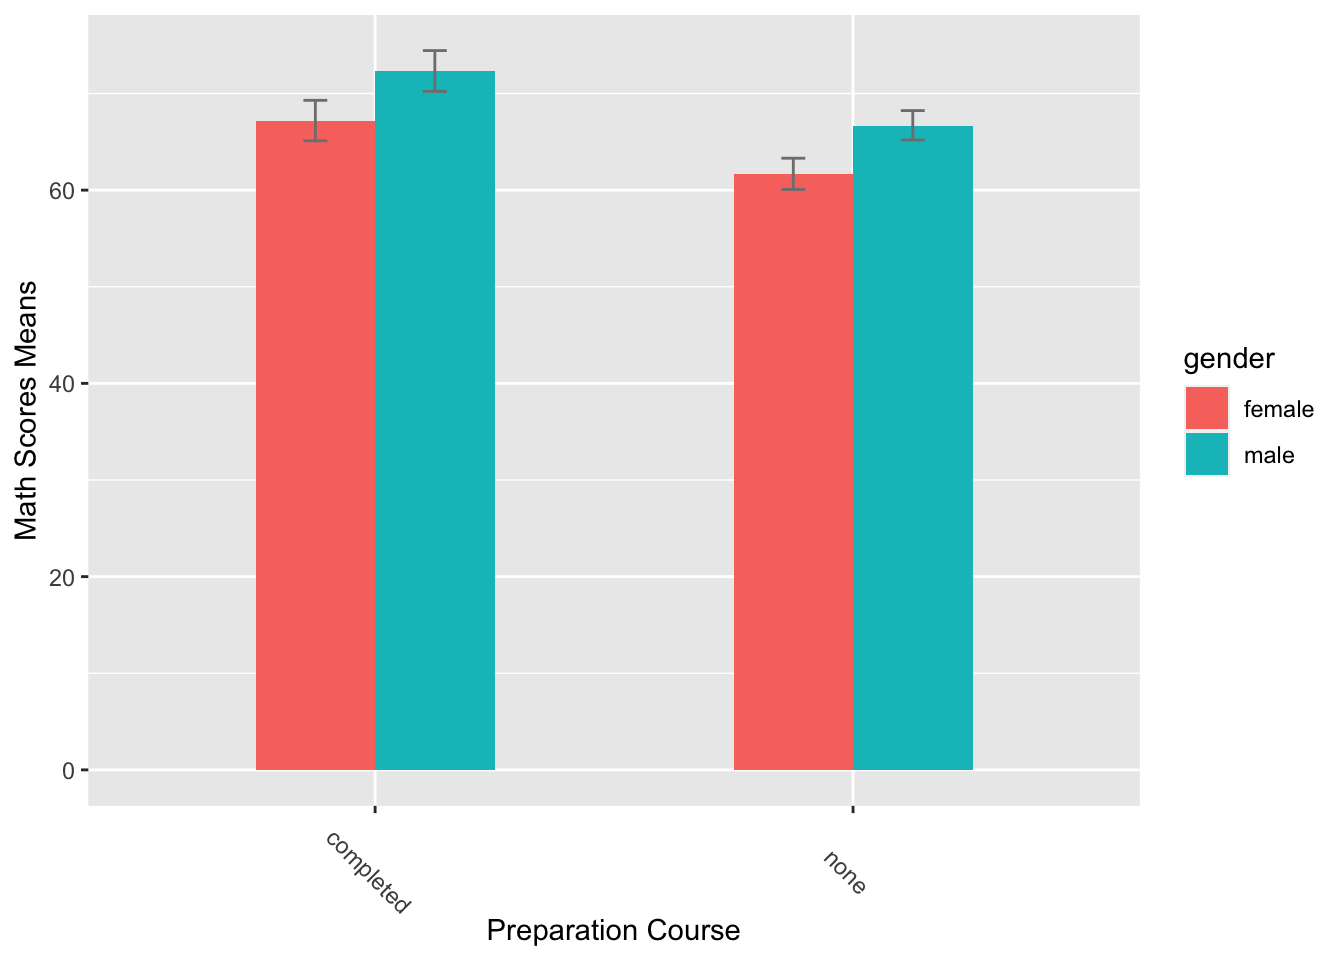 Math Scores Means
60
40
20
0
completed
none
Preparation Course
gender
female
male